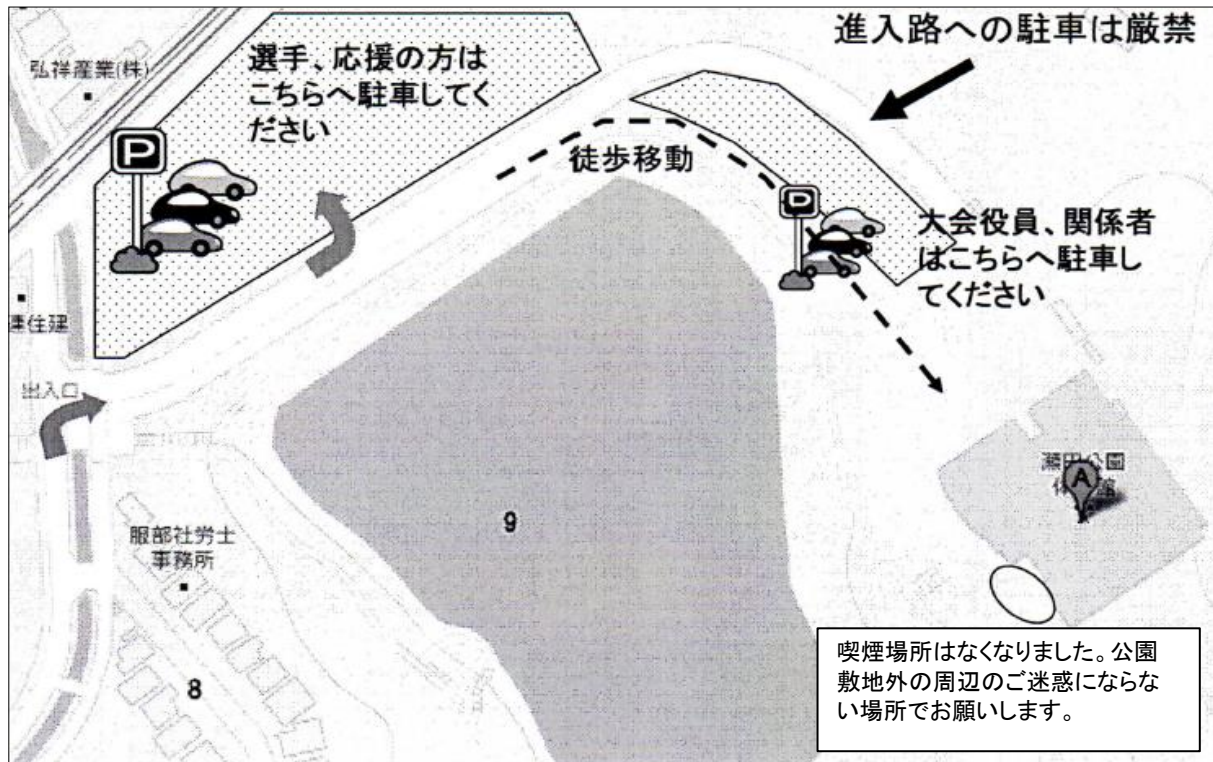 進入路への駐車は厳禁
弘祥産業(株)
選手、応援の方は
こちらへ駐車してく
ださい
P
徒歩移動
P
大会役員、関係者
はこちらへ駐車し
てください
住建
出入口
瀬田公園
A
服部社労士
事務所
9
8
喫煙場所はなくなりました。公園
敷地外の周辺のご迷惑にならな
い場所でお願いします。